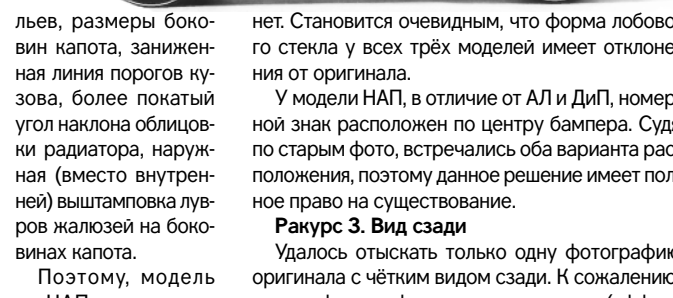 льев, размеры боко-
вин капота, занижен-
ная линия порогов ку-
зова, более покатый
угол наклона облицов-
ки радиатора, наруж-
ная (вместо внутрен-
ней) выштамповка лув-
ров жалюзей на боко-
винах капота.
Поэтому, модель
нет. Становится очевидным, что форма лобово
го стекла у всех трёх моделей имеет отклоне
ния от оригинала.
У модели НАП, в отличие от АЛ и ДиП, номер
ной знак расположен по центру бампера. Судя
по старым фото, встречались оба варианта рас
положения, поэтому данное решение имеет пол
ное право на существование.
Ракурс 3. Вид сзади
Удалось отыскать только одну фотографию
оригинала с чётким видом сзади. К сожалению